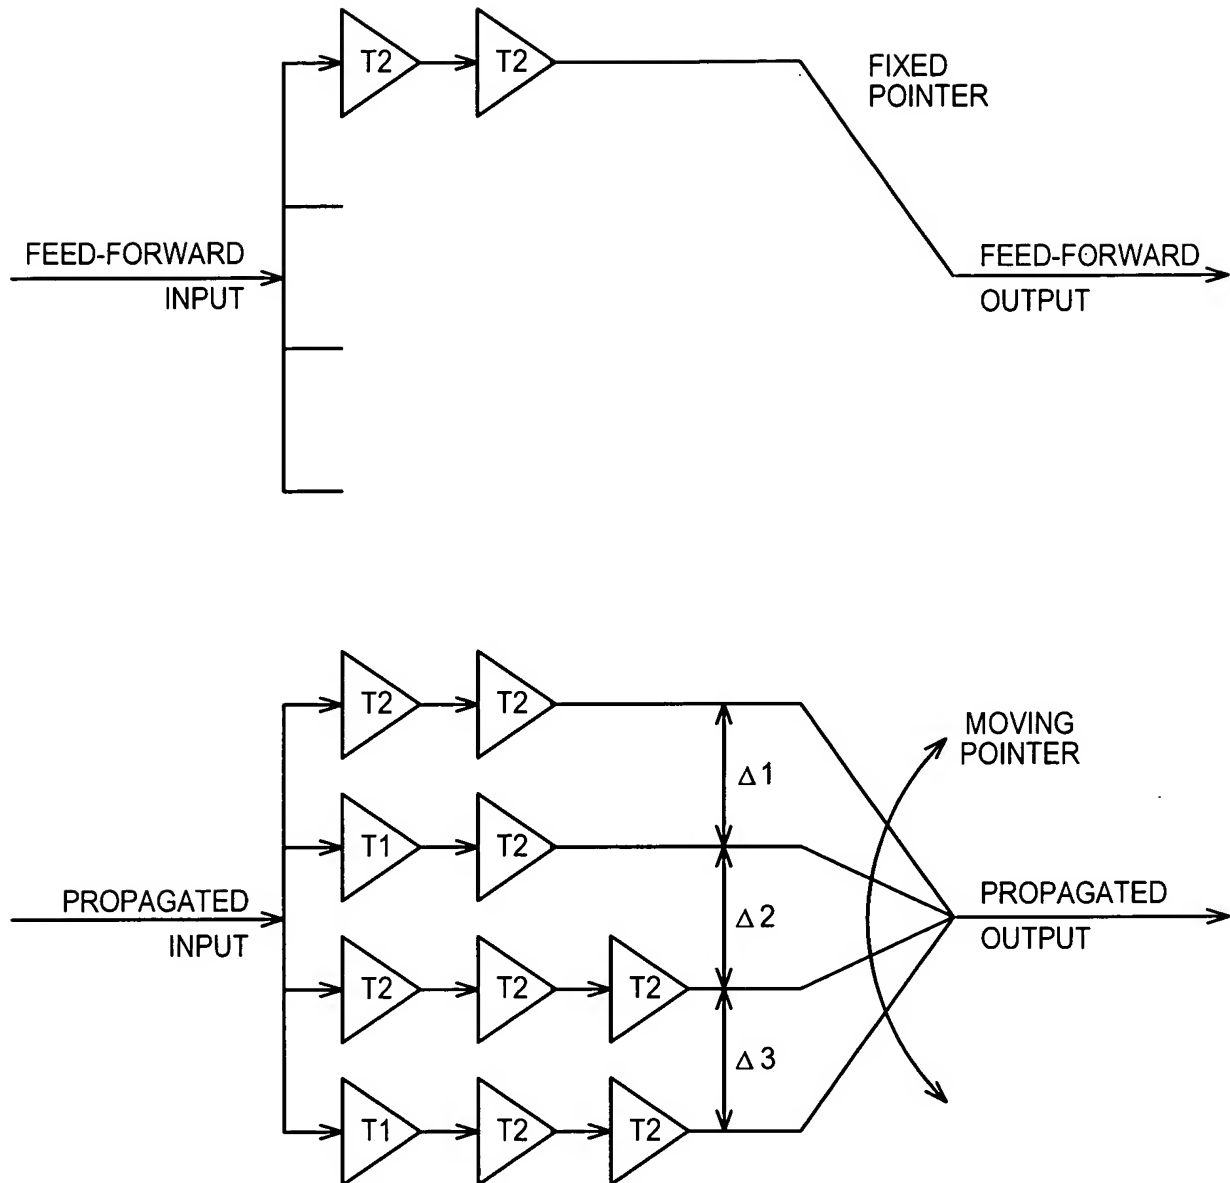 T2 T2
FIXED
POINTER
FEED-FORWARD
INPUT
FEED-FORWARD
OUTPUT
T2 T2
MOVING
POINTER
Δ1
T1 T2
PROPAGATED
INPUT
Δ2
PROPAGATED
OUTPUT
T2 T2 T2
Δ3
T1 T2 T2